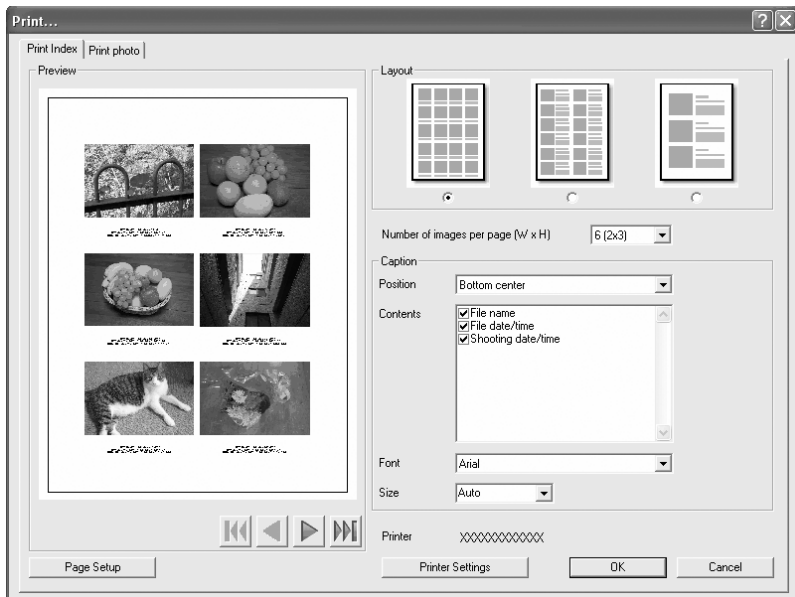 Print...
Print Index
Print photo
Preview
Page Setup
Layout
Number of images per page (W x H)
6 (2x3)
Caption
Position
Bottom center
Contents
File name
File date/time
Shooting date/time
Font
Arial
Size
Auto
Printer
XXXXXXXXXXXX
Printer Settings
OK
Cancel